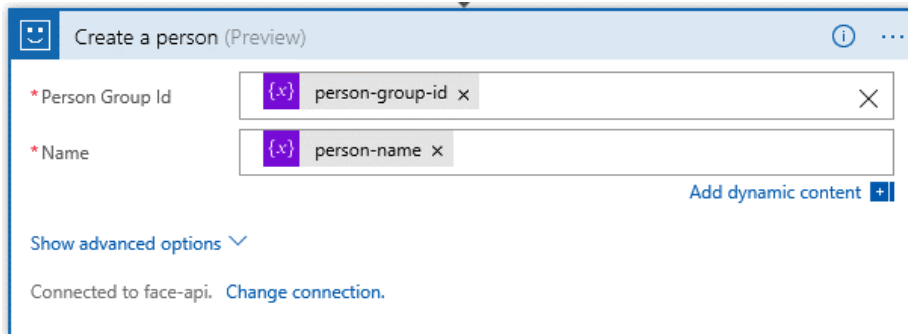 Create a person (Preview)
* Person Group Id {x} person-group-id ×
* Name {x} person-name ×
Add dynamic content
Show advanced options
Connected to face-api. Change connection.